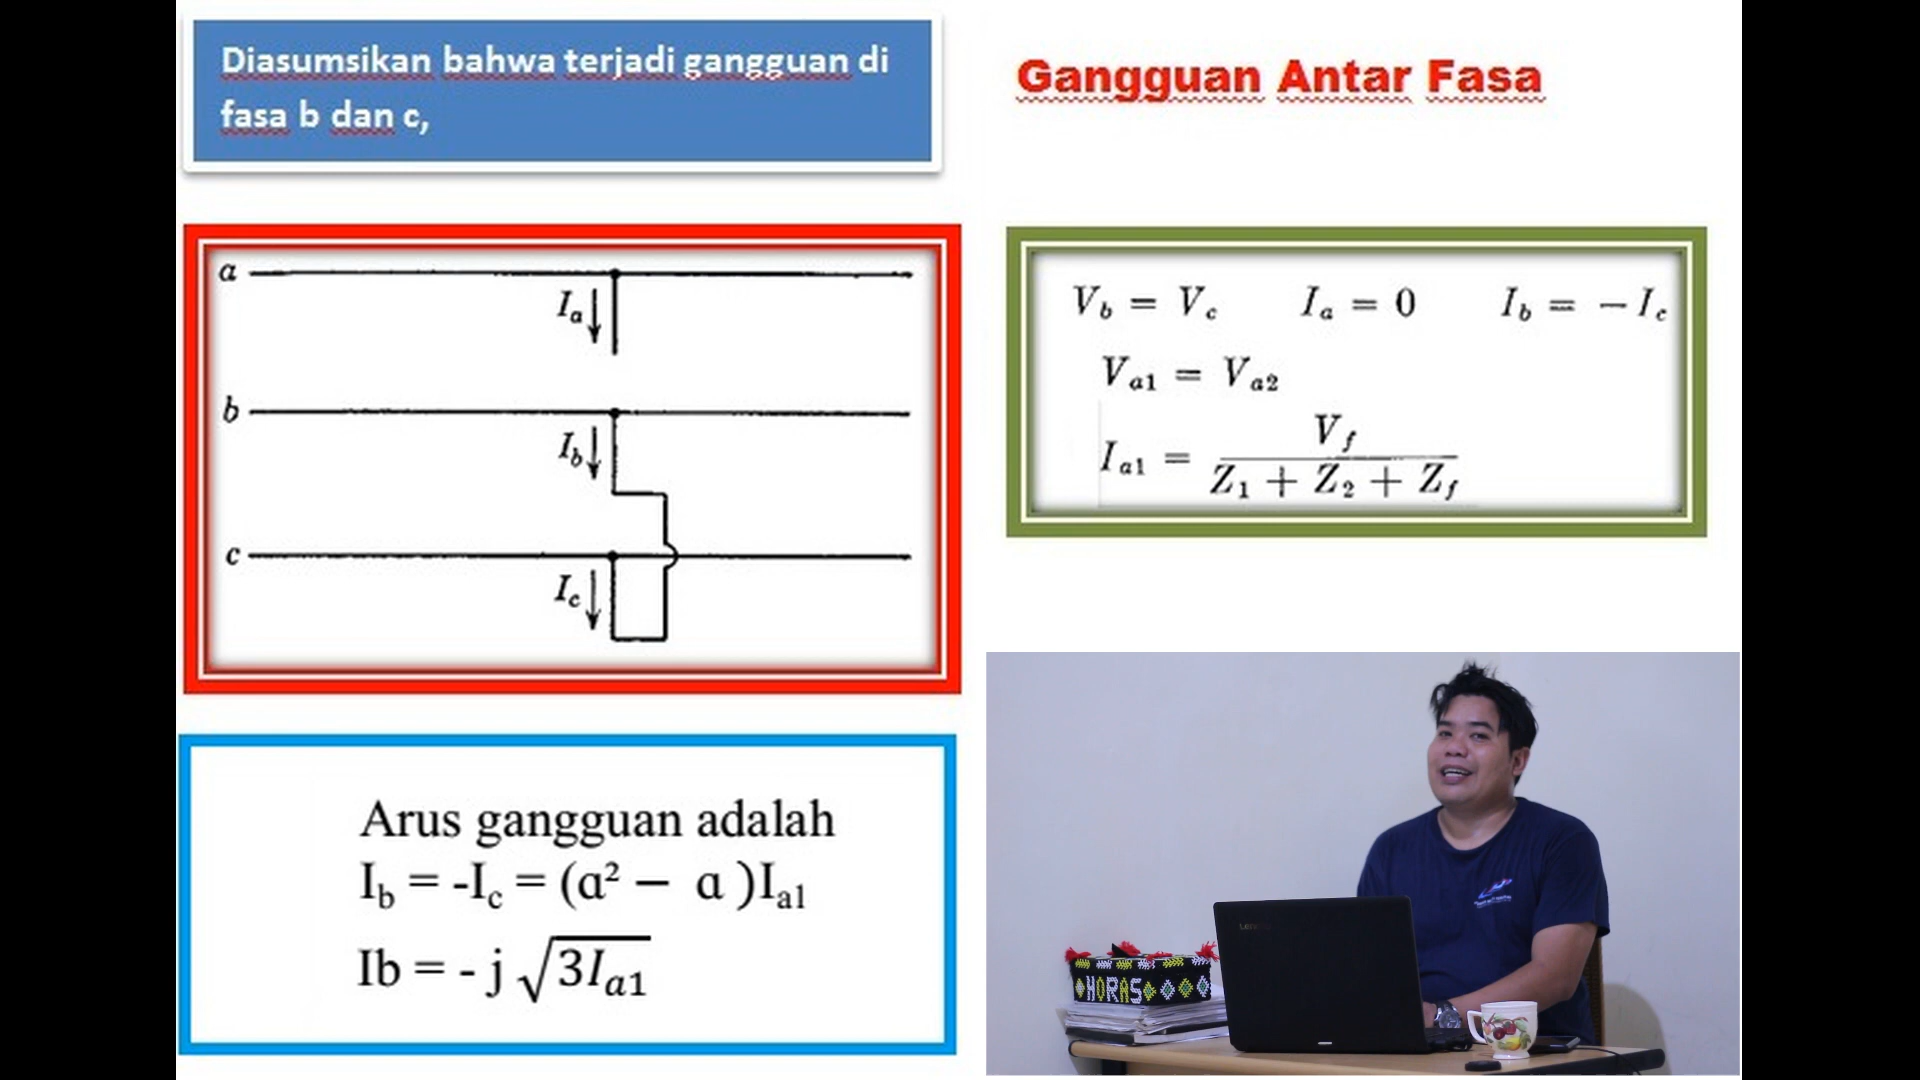 Diasumsikan bahwa terjadi gangguan di
fasa b dan c,
Gangguan Antar Fasa
a
I_a
b
I_b
c
I_c
V_b = V_c I_a = 0 I_b = − I_c
V_a1 = V_a2
I_a1 = V_f / (Z_1 + Z_2 + Z_f)
Arus gangguan adalah
I_b = -I_c = (a² − a )I_a1
Ib = - j √(3I_a1)
HORAS